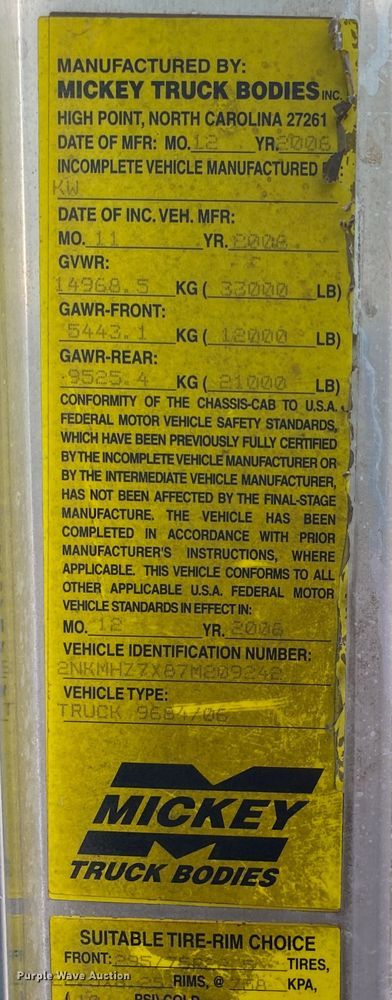 MANUFACTURED BY:
MICKEY TRUCK BODIES INC.
HIGH POINT, NORTH CAROLINA 27261
DATE OF MFR: MO. 12 YR. 2006
INCOMPLETE VEHICLE MANUFACTURED
KW
DATE OF INC. VEH. MFR:
MO. 11 YR. 2006
GVWR:
14968.5 KG ( 33000 LB)
GAWR-FRONT:
5443.1 KG ( 12000 LB)
GAWR-REAR:
9525.4 KG ( 21000 LB)
CONFORMITY OF THE CHASSIS-CAB TO U.S.A.
FEDERAL MOTOR VEHICLE SAFETY STANDARDS,
WHICH HAVE BEEN PREVIOUSLY FULLY CERTIFIED
BY THE INCOMPLETE VEHICLE MANUFACTURER OR
BY THE INTERMEDIATE VEHICLE MANUFACTURER,
HAS NOT BEEN AFFECTED BY THE FINAL-STAGE
MANUFACTURE. THE VEHICLE HAS BEEN
COMPLETED IN ACCORDANCE WITH PRIOR
MANUFACTURER'S INSTRUCTIONS, WHERE
APPLICABLE. THIS VEHICLE CONFORMS TO ALL
OTHER APPLICABLE U.S.A. FEDERAL MOTOR
VEHICLE STANDARDS IN EFFECT IN:
MO. 12 YR. 2006
VEHICLE IDENTIFICATION NUMBER:
2NKMHZ7X87M209242
VEHICLE TYPE:
TRUCK 9684/06
MICKEY
TRUCK BODIES
SUITABLE TIRE-RIM CHOICE
FRONT: TIRES,
RIMS, @ KPA,
PSI COLD
Purple Wave Auction